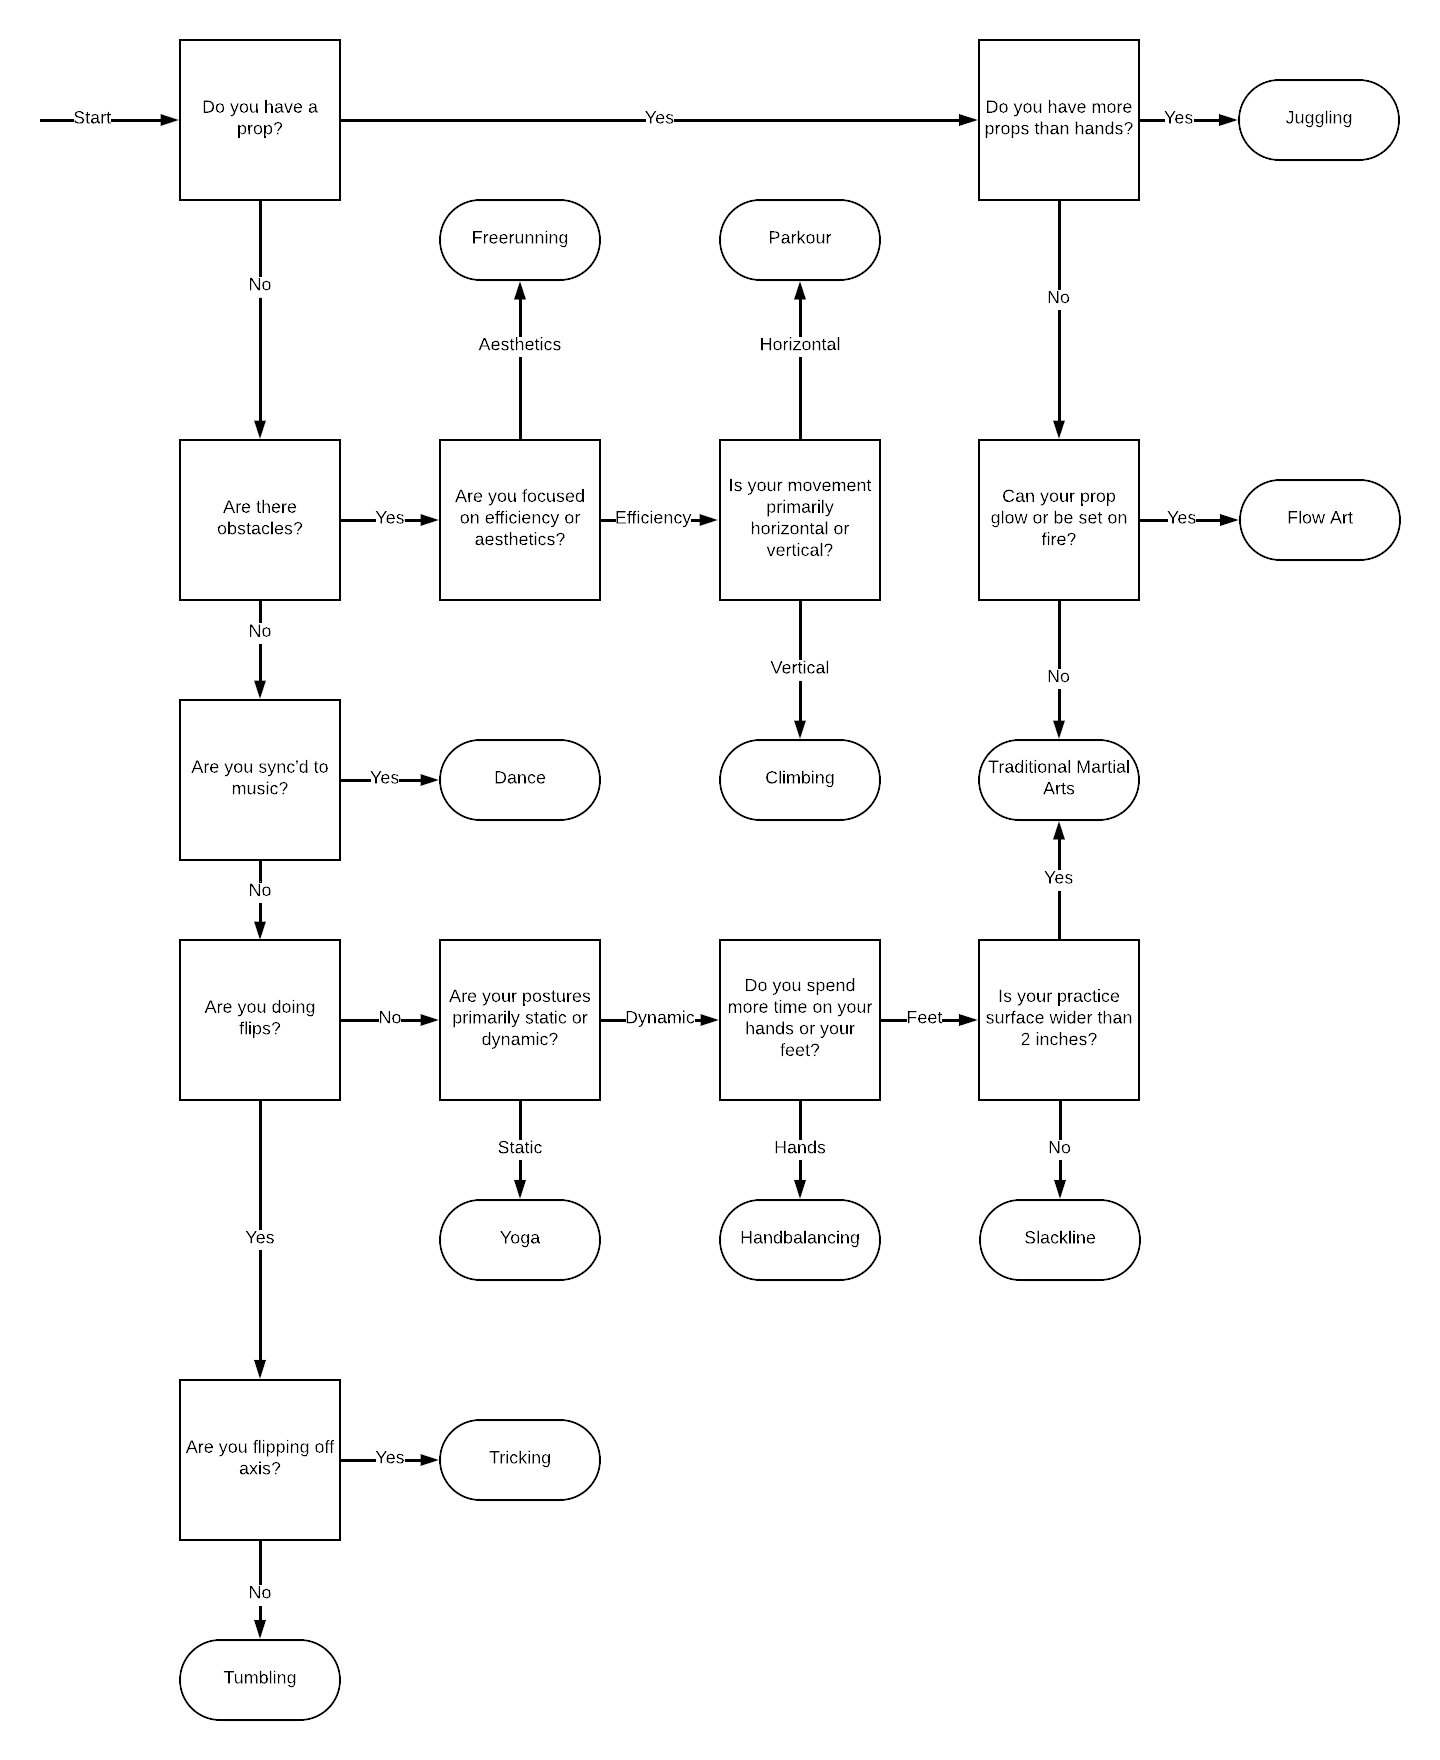 Start
Do you have a
prop?
Yes
Do you have more
props than hands?
Yes
Juggling
No
Freerunning
Parkour
No
Aesthetics
Horizontal
Are there
obstacles?
Yes
Are you focused
on efficiency or
aesthetics?
Efficiency
Is your movement
primarily
horizontal or
vertical?
Can your prop
glow or be set on
fire?
Yes
Flow Art
No
Vertical
No
Are you sync'd to
music?
Yes
Dance
Climbing
Traditional Martial
Arts
No
Yes
Are you doing
flips?
No
Are your postures
primarily static or
dynamic?
Dynamic
Do you spend
more time on your
hands or your
feet?
Feet
Is your practice
surface wider than
2 inches?
Static
Hands
No
Yes
Yoga
Handbalancing
Slackline
Are you flipping off
axis?
Yes
Tricking
No
Tumbling